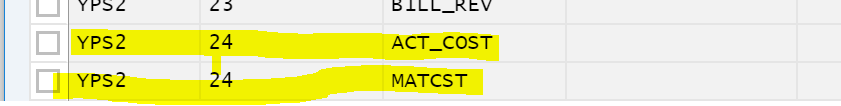 YPS2 23 BILL_REV
YPS2 24 ACT_COST
YPS2 24 MATCST